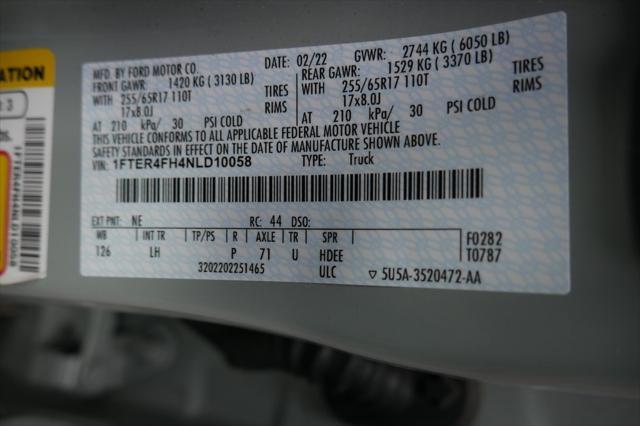 ATION
3
ns.
1FTER4FH4NLD10058
MFD. BY FORD MOTOR CO. DATE: 02/22 GVWR: 2744 KG ( 6050 LB)
FRONT GAWR: 1420 KG ( 3130 LB) REAR GAWR: 1529 KG ( 3370 LB)
WITH 255/65R17 110T TIRES WITH 255/65R17 110T TIRES
17x8.0J RIMS 17x8.0J RIMS
AT 210 kPa/ 30 PSI COLD AT 210 kPa/ 30 PSI COLD
THIS VEHICLE CONFORMS TO ALL APPLICABLE FEDERAL MOTOR VEHICLE
SAFETY STANDARDS IN EFFECT ON THE DATE OF MANUFACTURE SHOWN ABOVE.
VIN: 1FTER4FH4NLD10058 TYPE: Truck
EXT PNT: NE RC: 44 DSO:
WB INT TR TP/PS R AXLE TR SPR F0282
126 LH P 71 U HDEE T0787
3202202251465 ULC 5U5A-3520472-AA